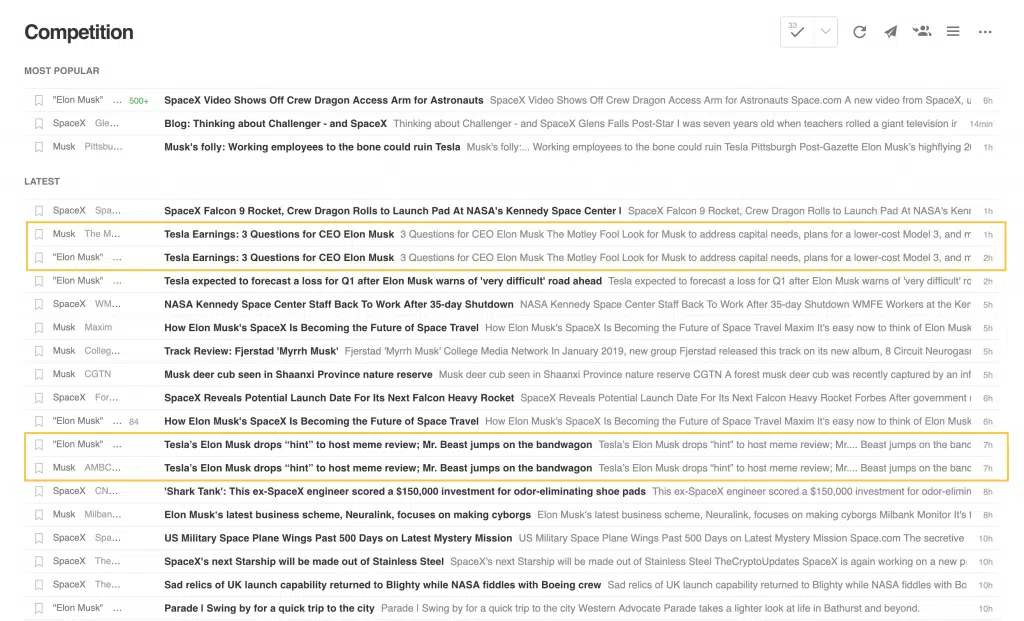 Competition
33
MOST POPULAR
"Elon Musk" ... 500+ SpaceX Video Shows Off Crew Dragon Access Arm for Astronauts SpaceX Video Shows Off Crew Dragon Access Arm for Astronauts Space.com A new video from SpaceX, u 6h
SpaceX Gle... Blog: Thinking about Challenger - and SpaceX Thinking about Challenger - and SpaceX Glens Falls Post-Star I was seven years old when teachers rolled a giant television in 14min
Musk Pittsbu... Musk's folly: Working employees to the bone could ruin Tesla Musk's folly:... Working employees to the bone could ruin Tesla Pittsburgh Post-Gazette Elon Musk's highflying 20 1h
LATEST
SpaceX Spa... SpaceX Falcon 9 Rocket, Crew Dragon Rolls to Launch Pad At NASA's Kennedy Space Center I SpaceX Falcon 9 Rocket, Crew Dragon Rolls to Launch Pad At NASA's Kenn 1h
Musk The M... Tesla Earnings: 3 Questions for CEO Elon Musk 3 Questions for CEO Elon Musk The Motley Fool Look for Musk to address capital needs, plans for a lower-cost Model 3, and m 1h
"Elon Musk" ... Tesla Earnings: 3 Questions for CEO Elon Musk 3 Questions for CEO Elon Musk The Motley Fool Look for Musk to address capital needs, plans for a lower-cost Model 3, and m 2h
"Elon Musk" ... Tesla expected to forecast a loss for Q1 after Elon Musk warns of 'very difficult' road ahead Tesla expected to forecast a loss for Q1 after Elon Musk warns of 'very difficult' rc 2h
SpaceX WM... NASA Kennedy Space Center Staff Back To Work After 35-day Shutdown NASA Kennedy Space Center Staff Back To Work After 35-day Shutdown WMFE Workers at the Ken 5h
Musk Maxim How Elon Musk's SpaceX Is Becoming the Future of Space Travel How Elon Musk's SpaceX Is Becoming the Future of Space Travel Maxim It's easy now to think of Elon Musk 5h
Musk Colleg... Track Review: Fjerstad 'Myrrh Musk' Fjerstad 'Myrrh Musk' College Media Network In January 2019, new group Fjerstad released this track on its new album, 8 Circuit Neurogas 5h
Musk CGTN Musk deer cub seen in Shaanxi Province nature reserve Musk deer cub seen in Shaanxi Province nature reserve CGTN A forest musk deer cub was recently captured by an inf 5h
SpaceX For... SpaceX Reveals Potential Launch Date For Its Next Falcon Heavy Rocket SpaceX Reveals Potential Launch Date For Its Next Falcon Heavy Rocket Forbes After government 6h
"Elon Musk" ... 84 How Elon Musk's SpaceX Is Becoming the Future of Space Travel How Elon Musk's SpaceX Is Becoming the Future of Space Travel Maxim It's easy now to think of Elon Musk 6h
"Elon Musk" ... Tesla's Elon Musk drops “hint” to host meme review; Mr. Beast jumps on the bandwagon Tesla's Elon Musk drops “hint” to host meme review; Mr.... Beast jumps on the banc 7h
Musk AMBC... Tesla's Elon Musk drops “hint” to host meme review; Mr. Beast jumps on the bandwagon Tesla's Elon Musk drops “hint” to host meme review; Mr.... Beast jumps on the banc 7h
SpaceX CN... 'Shark Tank': This ex-SpaceX engineer scored a $150,000 investment for odor-eliminating shoe pads This ex-SpaceX engineer scored a $150,000 investment for odor-elimin 8h
Musk Milban... Elon Musk's latest business scheme, Neuralink, focuses on making cyborgs Elon Musk's latest business scheme, Neuralink, focuses on making cyborgs Milbank Monitor It's 8h
SpaceX Spa... US Military Space Plane Wings Past 500 Days on Latest Mystery Mission US Military Space Plane Wings Past 500 Days on Latest Mystery Mission Space.com The secretive 10h
SpaceX The... SpaceX's next Starship will be made out of Stainless Steel SpaceX's next Starship will be made out of Stainless Steel TheCryptoUpdates SpaceX is again working on a new p 10h
SpaceX The... Sad relics of UK launch capability returned to Blighty while NASA fiddles with Boeing crew Sad relics of UK launch capability returned to Blighty while NASA fiddles with Bo 10h
"Elon Musk" ... Parade | Swing by for a quick trip to the city Parade | Swing by for a quick trip to the city Western Advocate Parade takes a lighter look at life in Bathurst and beyond. 10h